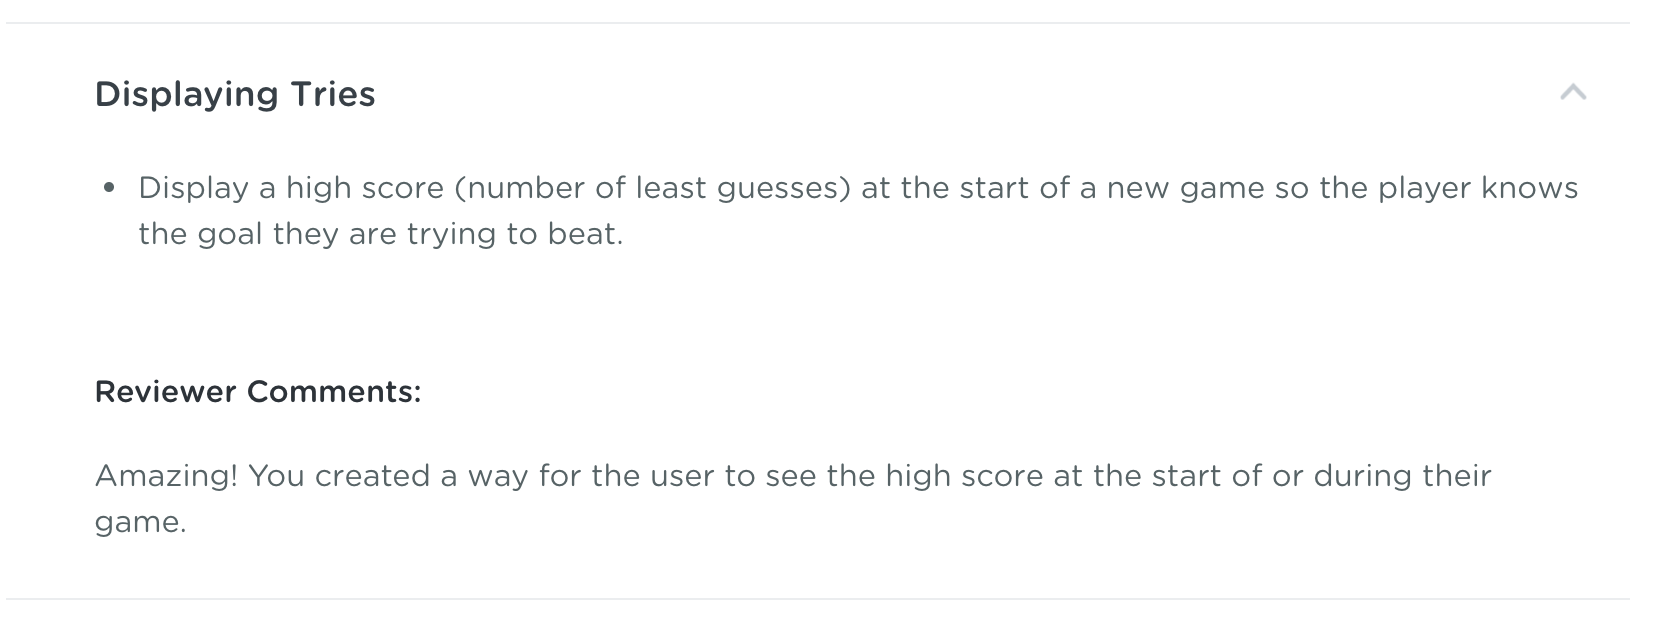 Displaying Tries
• Display a high score (number of least guesses) at the start of a new game so the player knows
the goal they are trying to beat.
Reviewer Comments:
Amazing! You created a way for the user to see the high score at the start of or during their
game.